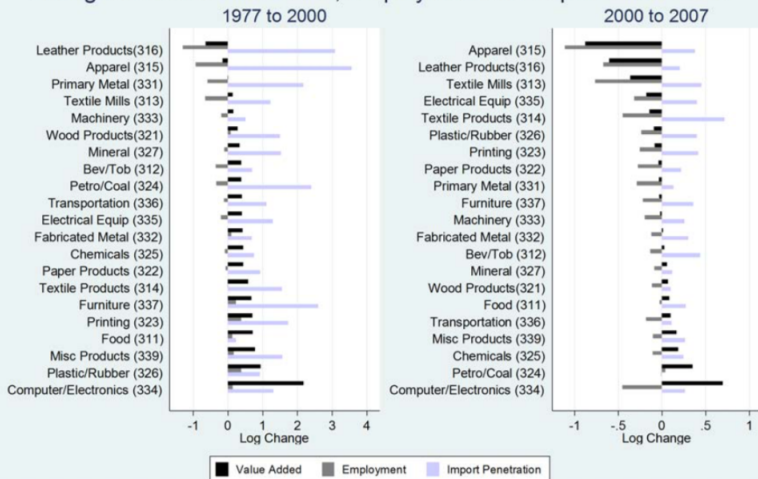 1977 to 2000
Leather Products(316)
Apparel (315)
Primary Metal (331)
Textile Mills (313)
Machinery (333)
Wood Products(321)
Mineral (327)
Bev/Tob (312)
Petro/Coal (324)
Transportation (336)
Electrical Equip (335)
Fabricated Metal (332)
Chemicals (325)
Paper Products (322)
Textile Products (314)
Furniture (337)
Printing (323)
Food (311)
Misc Products (339)
Plastic/Rubber (326)
Computer/Electronics (334)
-1 0 1 2 3 4
Log Change
2000 to 2007
Apparel (315)
Leather Products(316)
Textile Mills (313)
Electrical Equip (335)
Textile Products (314)
Plastic/Rubber (326)
Printing (323)
Paper Products (322)
Primary Metal (331)
Furniture (337)
Machinery (333)
Fabricated Metal (332)
Bev/Tob (312)
Mineral (327)
Wood Products(321)
Food (311)
Transportation (336)
Misc Products (339)
Chemicals (325)
Petro/Coal (324)
Computer/Electronics (334)
-1 -.5 0 .5 1
Log Change
Value Added Employment Import Penetration